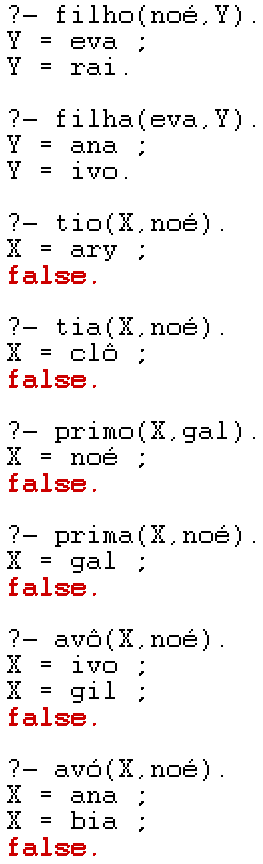 ?- filho(noé,Y).
Y = eva ;
Y = rai.
?- filha(eva,Y).
Y = ana ;
Y = ivo.
?- tio(X,noé).
X = ary ;
false.
?- tia(X,noé).
X = clô ;
false.
?- primo(X,gal).
X = noé ;
false.
?- prima(X,noé).
X = gal ;
false.
?- avô(X,noé).
X = ivo ;
X = gil ;
false.
?- avó(X,noé).
X = ana ;
X = bia ;
false.